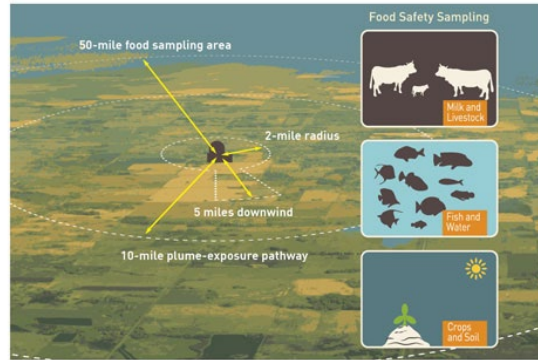 Food Safety Sampling
50-mile food sampling area
2-mile radius
5 miles downwind
10-mile plume-exposure pathway
Milk and
Livestock
Fish and
Water
Crops
and Soil